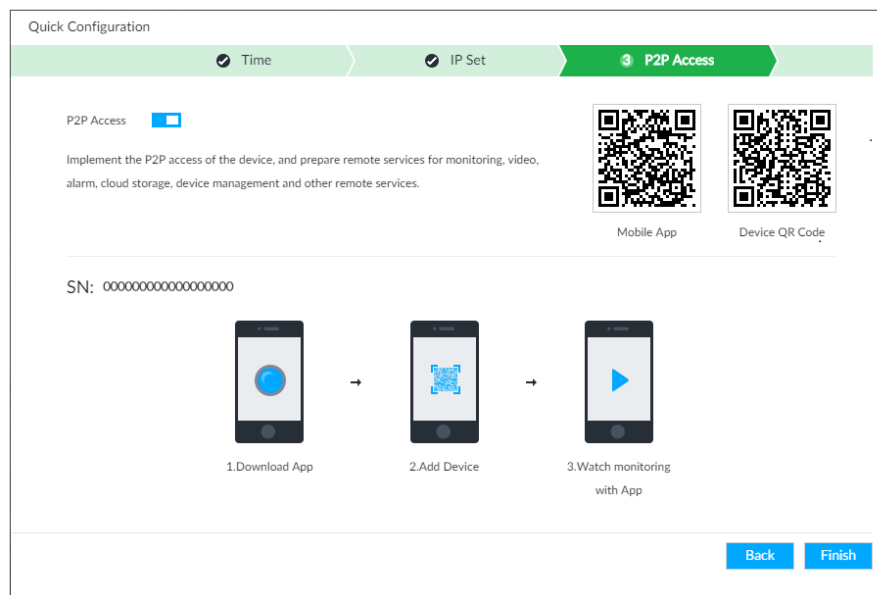 Quick Configuration
Time
IP Set
3 P2P Access
P2P Access
Implement the P2P access of the device, and prepare remote services for monitoring, video,
alarm, cloud storage, device management and other remote services.
Mobile App
Device QR Code
SN: 000000000000000000
1.Download App
2.Add Device
3.Watch monitoring
with App
Back
Finish